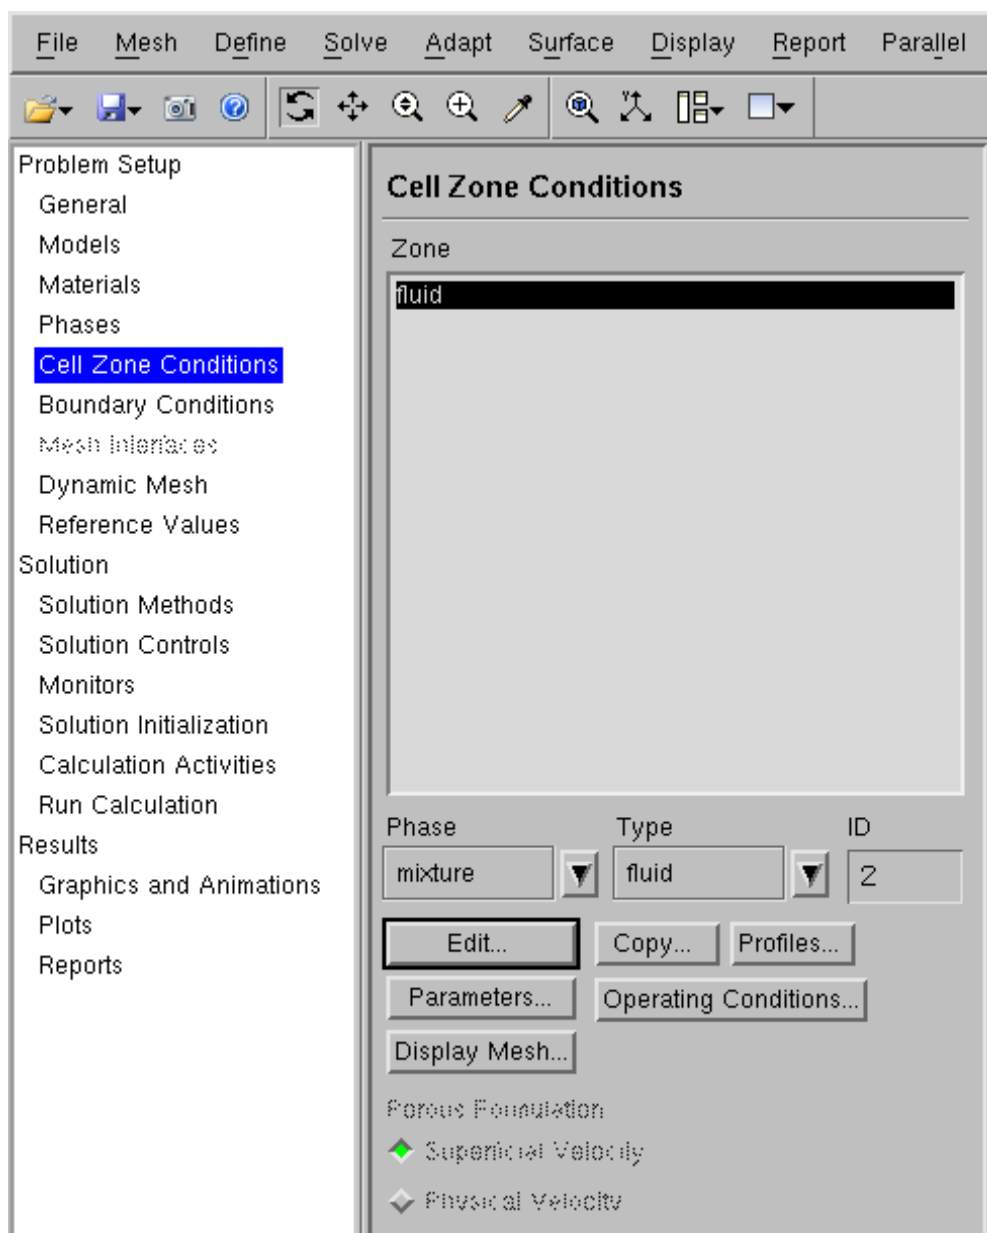 File Mesh Define Solve Adapt Surface Display Report Parallel
Problem Setup
General
Models
Materials
Phases
Cell Zone Conditions
Boundary Conditions
Mesh Interfaces
Dynamic Mesh
Reference Values
Solution
Solution Methods
Solution Controls
Monitors
Solution Initialization
Calculation Activities
Run Calculation
Results
Graphics and Animations
Plots
Reports
Cell Zone Conditions
Zone
fluid
Phase Type ID
mixture fluid 2
Edit... Copy... Profiles...
Parameters... Operating Conditions...
Display Mesh...
Porous Formulation
Superficial Velocity
Physical Velocity